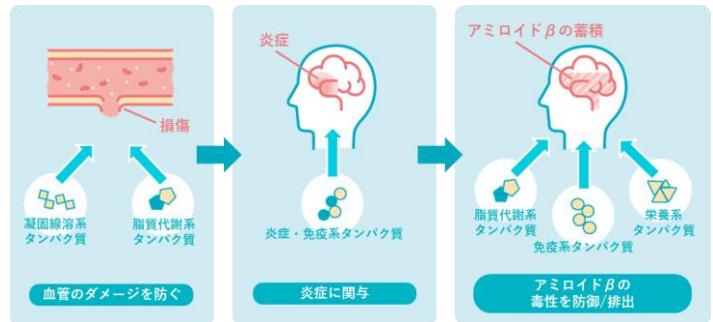 損傷
凝固線溶系
タンパク質
脂質代謝系
タンパク質
血管のダメージを防ぐ
炎症
炎症・免疫系タンパク質
炎症に関与
アミロイドβの蓄積
脂質代謝系
タンパク質
免疫系タンパク質
栄養系
タンパク質
アミロイドβの
毒性を防御/排出